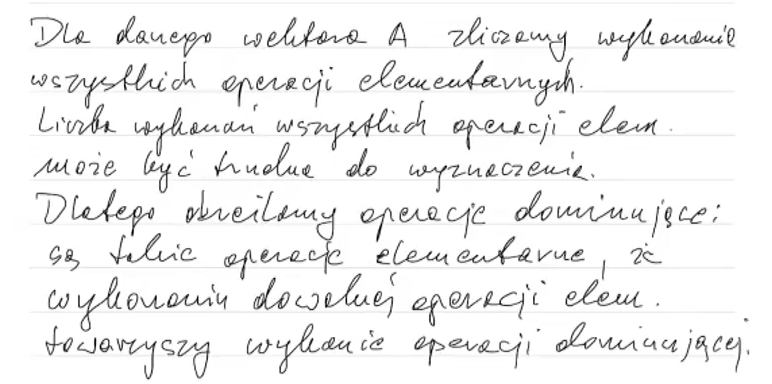 Dla danego wektora A zliczamy wykonanie
wszystkich operacji elementarnych.
Liczba wykonań wszystkich operacji elem.
może być trudna do wyznaczenia.
Dlatego określamy operacje dominujące:
są takie operacje elementarne, że
wykonaniu dowolnej operacji elem.
towarzyszy wykonanie operacji dominującej.